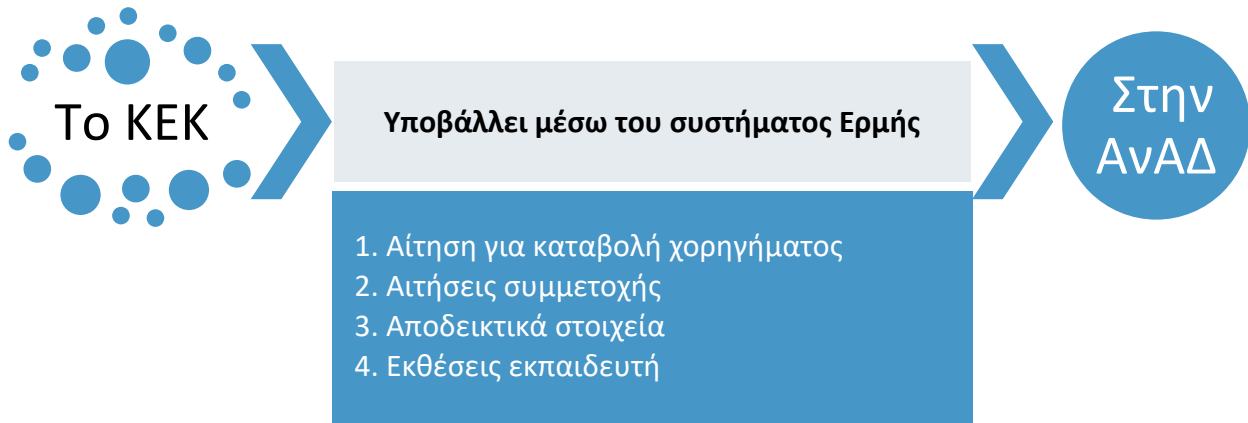 Το ΚΕΚ
Υποβάλλει μέσω του συστήματος Ερμής
1. Αίτηση για καταβολή χορηγήματος
2. Αιτήσεις συμμετοχής
3. Αποδεικτικά στοιχεία
4. Εκθέσεις εκπαιδευτή
Στην
ΑνΑΔ